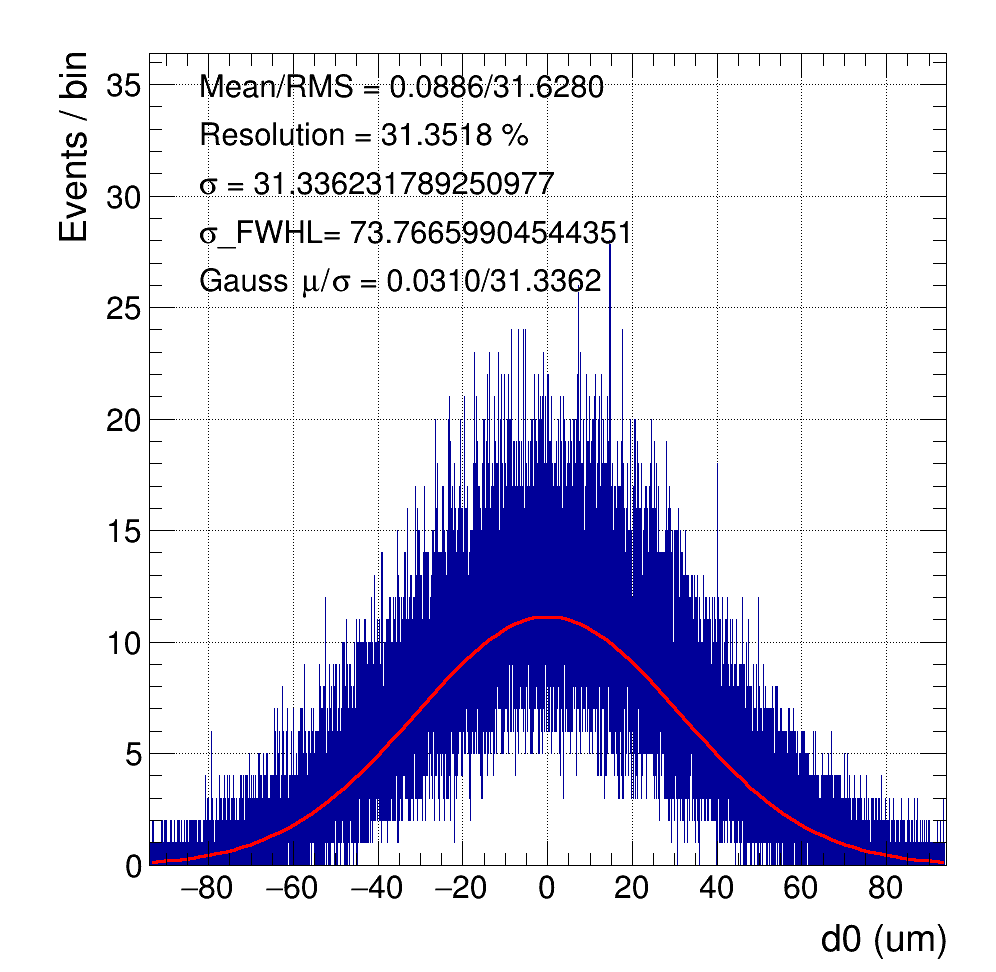 Events / bin
35
30
25
20
15
10
5
0
Mean/RMS = 0.0886/31.6280
Resolution = 31.3518 %
σ = 31.336231789250977
σ_FWHL= 73.76659904544351
Gauss μ/σ = 0.0310/31.3362
−80 −60 −40 −20 0 20 40 60 80
d0 (um)